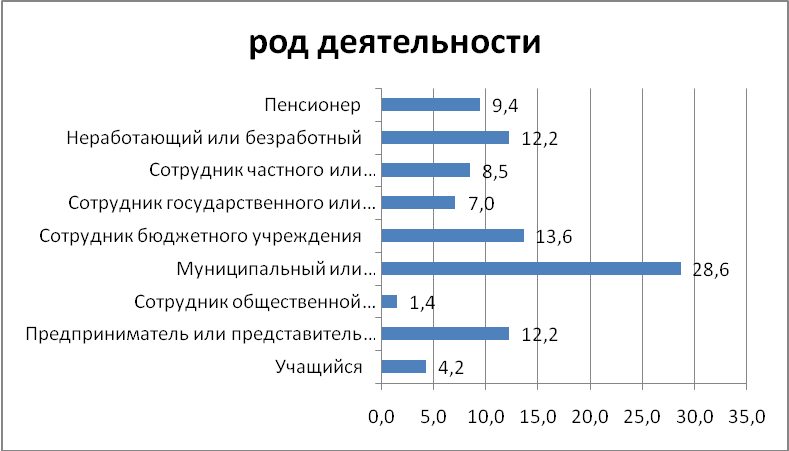 род деятельности
Пенсионер 9,4
Неработающий или безработный 12,2
Сотрудник частного или... 8,5
Сотрудник государственного или... 7,0
Сотрудник бюджетного учреждения 13,6
Муниципальный или... 28,6
Сотрудник общественной... 1,4
Предприниматель или представитель... 12,2
Учащийся 4,2
0,0 5,0 10,0 15,0 20,0 25,0 30,0 35,0